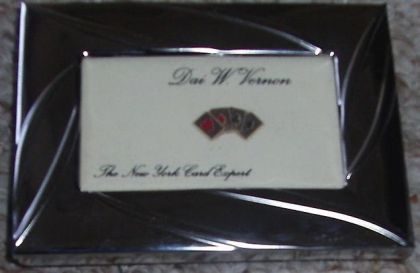 Dai W. Vernon
The New York Card Expert